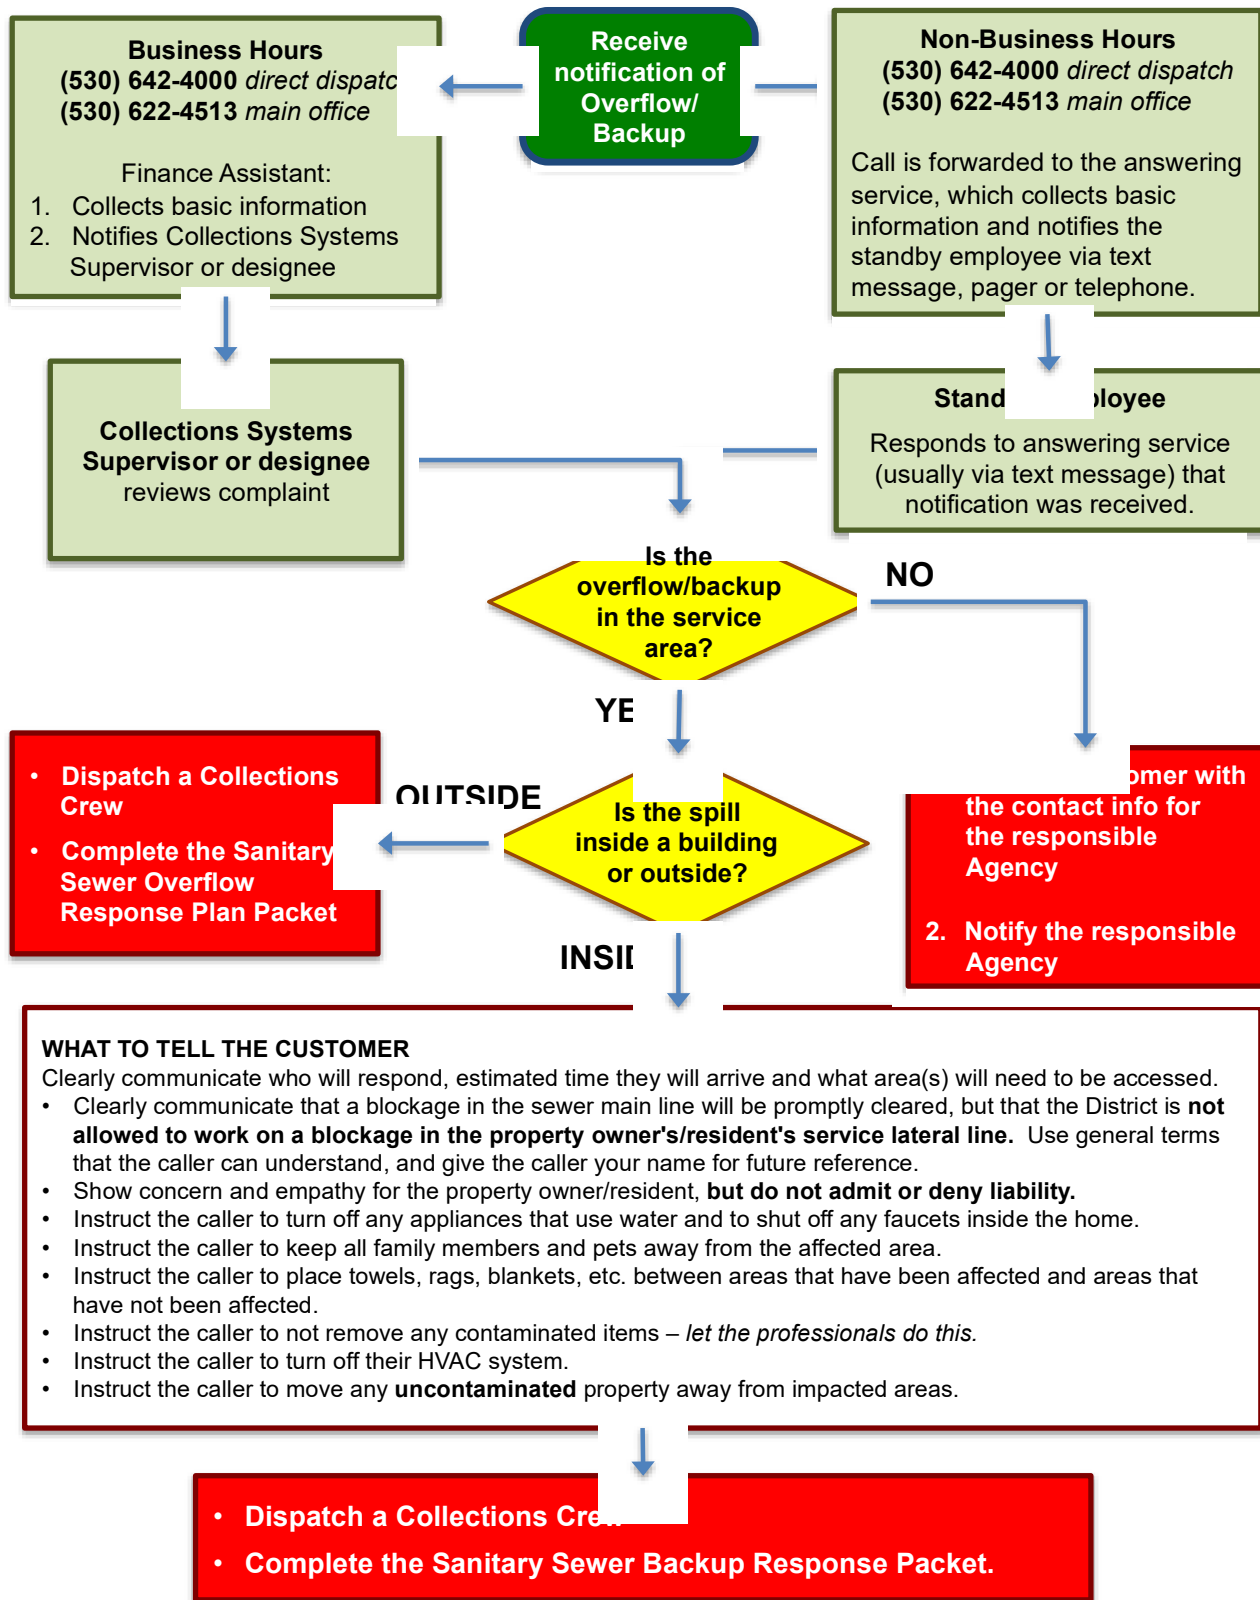 Receive
notification of
Overflow/
Backup
Business Hours
(530) 642-4000 direct dispatc
(530) 622-4513 main office
Finance Assistant:
1. Collects basic information
2. Notifies Collections Systems
Supervisor or designee
Non-Business Hours
(530) 642-4000 direct dispatch
(530) 622-4513 main office
Call is forwarded to the answering
service, which collects basic
information and notifies the
standby employee via text
message, pager or telephone.
Collections Systems
Supervisor or designee
reviews complaint
Stand ployee
Responds to answering service
(usually via text message) that
notification was received.
Is the
overflow/backup
in the service
area?
NO
YE
• Dispatch a Collections
Crew
• Complete the Sanitary
Sewer Overflow
Response Plan Packet
OUTSIDE
Is the spill
inside a building
or outside?
omer with
the contact info for
the responsible
Agency
2. Notify the responsible
Agency
INSID
WHAT TO TELL THE CUSTOMER
Clearly communicate who will respond, estimated time they will arrive and what area(s) will need to be accessed.
• Clearly communicate that a blockage in the sewer main line will be promptly cleared, but that the District is not
allowed to work on a blockage in the property owner's/resident's service lateral line. Use general terms
that the caller can understand, and give the caller your name for future reference.
• Show concern and empathy for the property owner/resident, but do not admit or deny liability.
• Instruct the caller to turn off any appliances that use water and to shut off any faucets inside the home.
• Instruct the caller to keep all family members and pets away from the affected area.
• Instruct the caller to place towels, rags, blankets, etc. between areas that have been affected and areas that
have not been affected.
• Instruct the caller to not remove any contaminated items – let the professionals do this.
• Instruct the caller to turn off their HVAC system.
• Instruct the caller to move any uncontaminated property away from impacted areas.
• Dispatch a Collections Crew
• Complete the Sanitary Sewer Backup Response Packet.